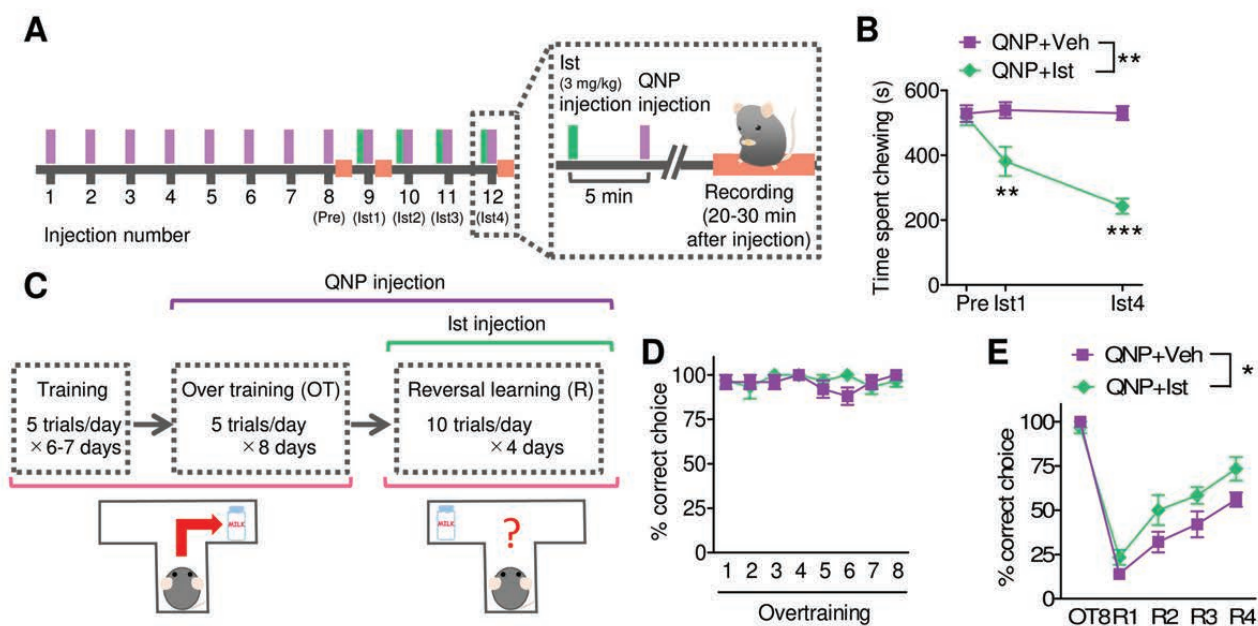 A
Ist
(3 mg/kg)
injection
QNP
injection
5 min
Recording
(20-30 min
after injection)
1 2 3 4 5 6 7 8 9 10 11 12
(Pre) (Ist1) (Ist2) (Ist3) (Ist4)
Injection number
B
QNP+Veh
QNP+Ist
**
Time spent chewing (s)
600
400
200
0
**
***
Pre Ist1 Ist4
C
QNP injection
Ist injection
Training
5 trials/day
×6-7 days
Over training (OT)
5 trials/day
×8 days
Reversal learning (R)
10 trials/day
×4 days
MILK
MILK
?
D
% correct choice
100
75
50
25
0
1 2 3 4 5 6 7 8
Overtraining
E
QNP+Veh
QNP+Ist
*
% correct choice
100
75
50
25
0
OT8 R1 R2 R3 R4